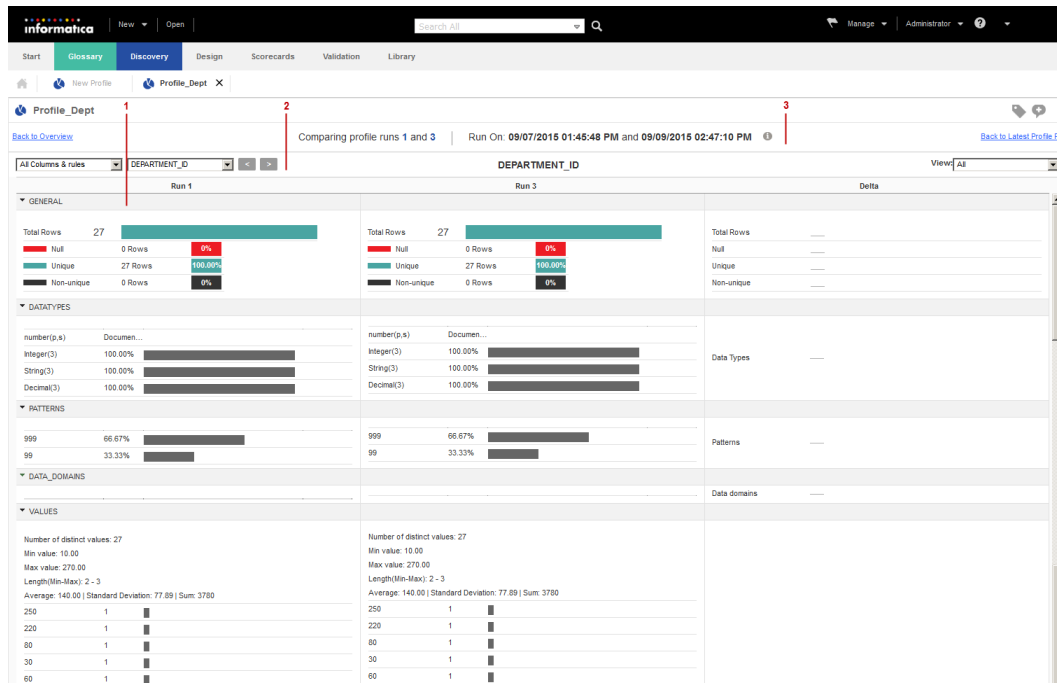 informatica New Open Search All Manage Administrator ?
Start Glossary Discovery Design Scorecards Validation Library
New Profile Profile_Dept X
Profile_Dept 1 2 3
Back to Overview Comparing profile runs 1 and 3 Run On: 09/07/2015 01:45:48 PM and 09/09/2015 02:47:10 PM Back to Latest Profile
All Columns & rules DEPARTMENT_ID < > DEPARTMENT_ID View: All
Run 1 Run 3 Delta
GENERAL
Total Rows 27 Total Rows 27 Total Rows
Null 0 Rows 0% Null 0 Rows 0% Null
Unique 27 Rows 100.00% Unique 27 Rows 100.00% Unique
Non-unique 0 Rows 0% Non-unique 0 Rows 0% Non-unique
DATATYPES
number(p,s) Documen... number(p,s) Documen...
Integer(3) 100.00% Integer(3) 100.00% Data Types
String(3) 100.00% String(3) 100.00%
Decimal(3) 100.00% Decimal(3) 100.00%
PATTERNS
999 66.67% 999 66.67% Patterns
99 33.33% 99 33.33%
DATA_DOMAINS
Data domains
VALUES
Number of distinct values: 27 Number of distinct values: 27
Min value: 10.00 Min value: 10.00
Max value: 270.00 Max value: 270.00
Length(Min-Max): 2 - 3 Length(Min-Max): 2 - 3
Average: 140.00 | Standard Deviation: 77.89 | Sum: 3780 Average: 140.00 | Standard Deviation: 77.89 | Sum: 3780
250 1 250 1
220 1 220 1
80 1 80 1
30 1 30 1
60 1 60 1